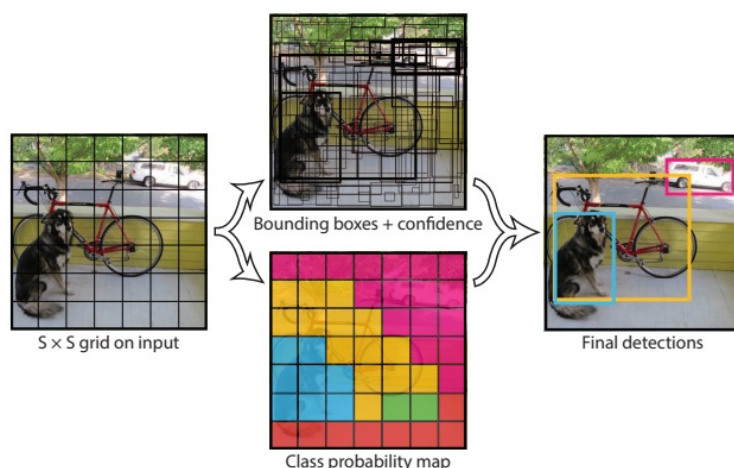 Bounding boxes + confidence
S × S grid on input
Final detections
Class probability map